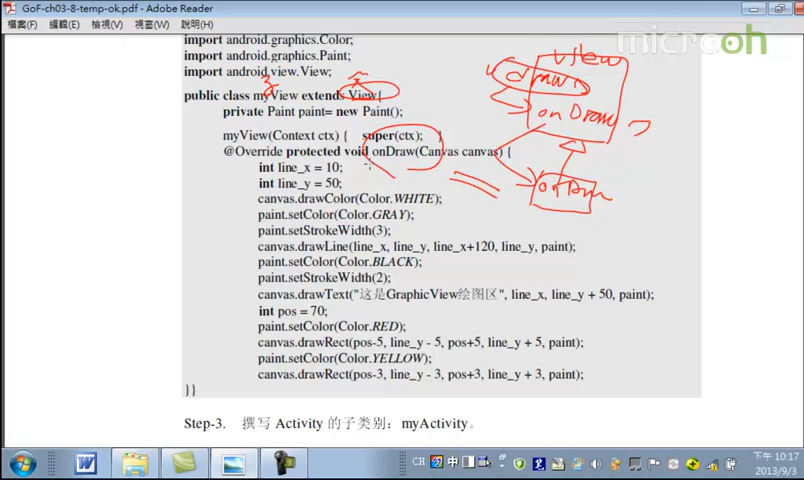 GoF-ch03-8-temp-ok.pdf - Adobe Reader
檔案(F) 編輯(E) 檢視(V) 視窗(W) 說明(H)
microoh
import android.graphics.Color;
import android.graphics.Paint;
import android.view.View;
public class myView extends View{
private Paint paint= new Paint();
myView(Context ctx) { super(ctx); }
@Override protected void onDraw(Canvas canvas) {
int line_x = 10;
int line_y = 50;
canvas.drawColor(Color.WHITE);
paint.setColor(Color.GRAY);
paint.setStrokeWidth(3);
canvas.drawLine(line_x, line_y, line_x+120, line_y, paint);
paint.setColor(Color.BLACK);
paint.setStrokeWidth(2);
canvas.drawText("这是GraphicView绘图区", line_x, line_y + 50, paint);
int pos = 70;
paint.setColor(Color.RED);
canvas.drawRect(pos-5, line_y - 5, pos+5, line_y + 5, paint);
paint.setColor(Color.YELLOW);
canvas.drawRect(pos-3, line_y - 3, pos+3, line_y + 3, paint);
}}
View
draw
onDraw
onDraw
Step-3. 撰写 Activity 的子类别：myActivity。
CH 中
下午 10:17
2013/9/3